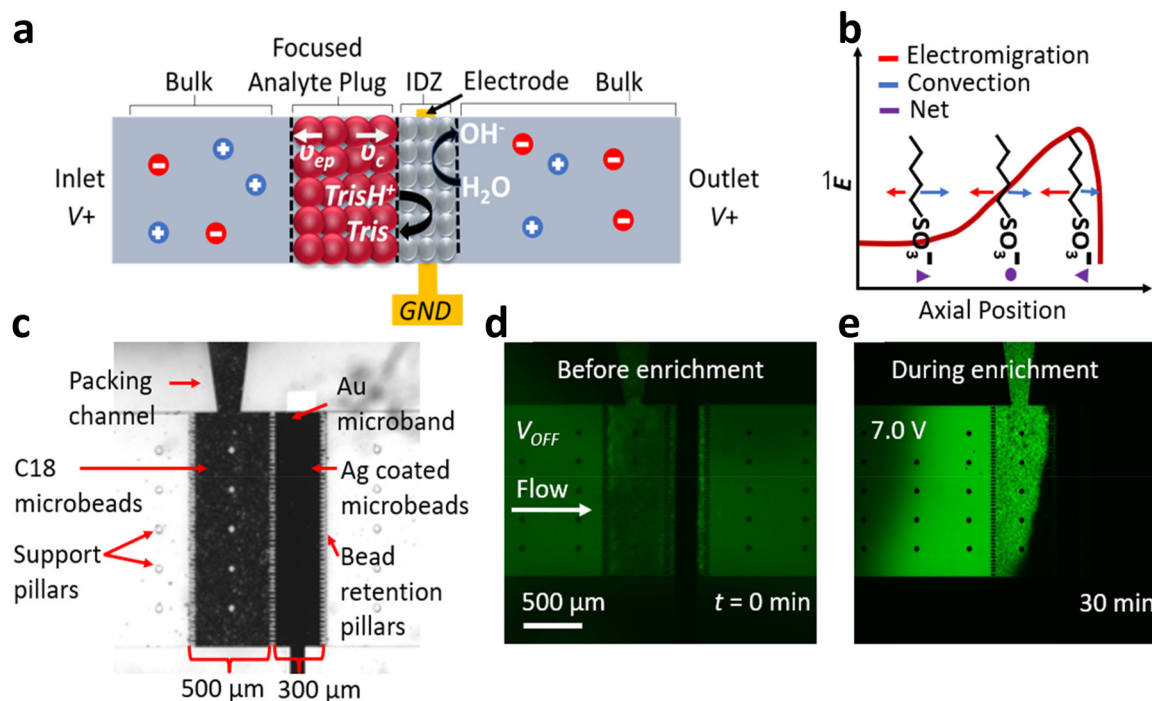 a
Focused
Bulk
Analyte Plug
IDZ
Electrode
Bulk
Inlet
V+
Outlet
V+
υep
υc
OH-
H₂O
TrisH+
Tris
GND
b
Electromigration
Convection
Net
E
SO3-
SO3-
SO3-
Axial Position
c
Packing
channel
Au
microband
C18
microbeads
Ag coated
microbeads
Support
pillars
Bead
retention
pillars
500 µm
300 µm
d
Before enrichment
VOFF
Flow
500 µm
t = 0 min
e
During enrichment
7.0 V
30 min